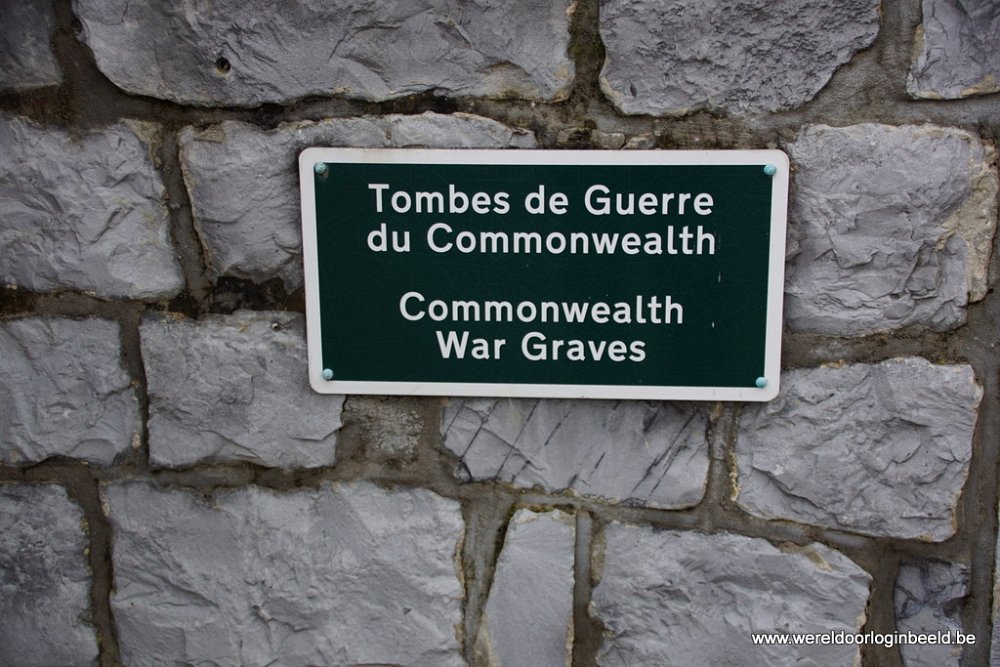 Tombes de Guerre
du Commonwealth
Commonwealth
War Graves
www.wereldoorloginbeeld.be